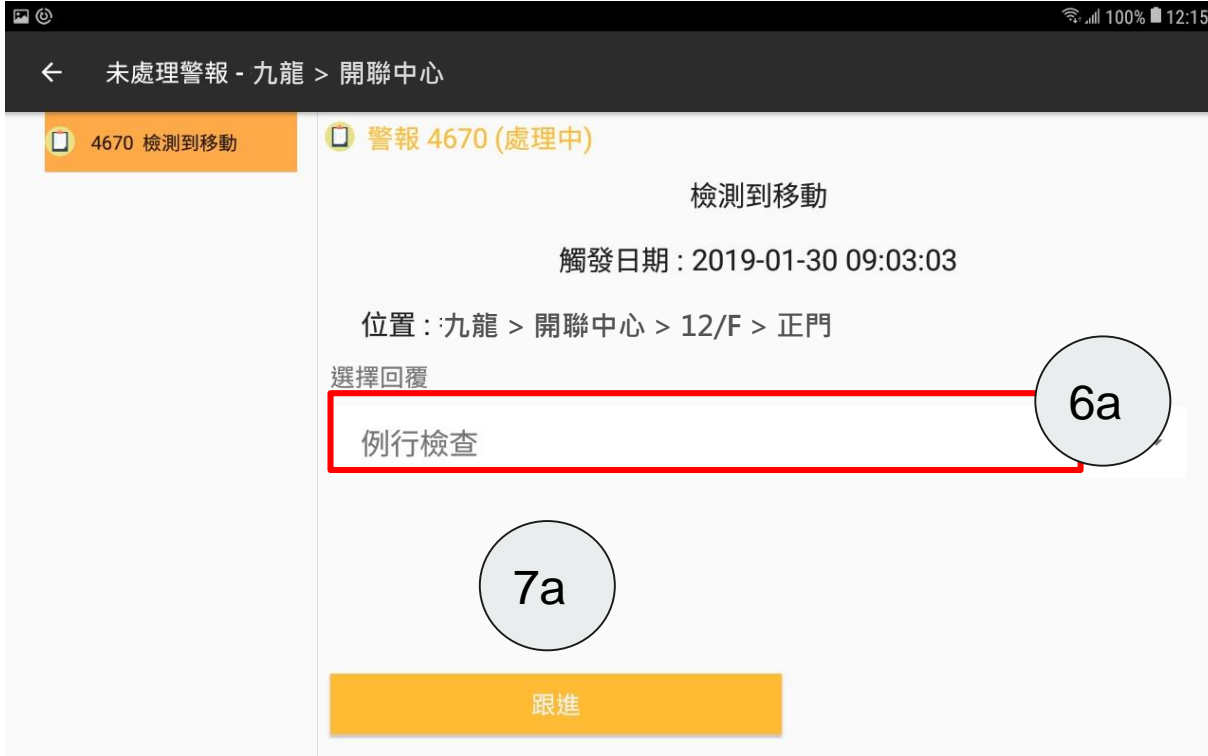 100% 12:15
未處理警報 - 九龍 > 開聯中心
4670 檢測到移動
警報 4670 (處理中)
檢測到移動
觸發日期 : 2019-01-30 09:03:03
位置 : 九龍 > 開聯中心 > 12/F > 正門
選擇回覆
6a
例行檢查
7a
跟進